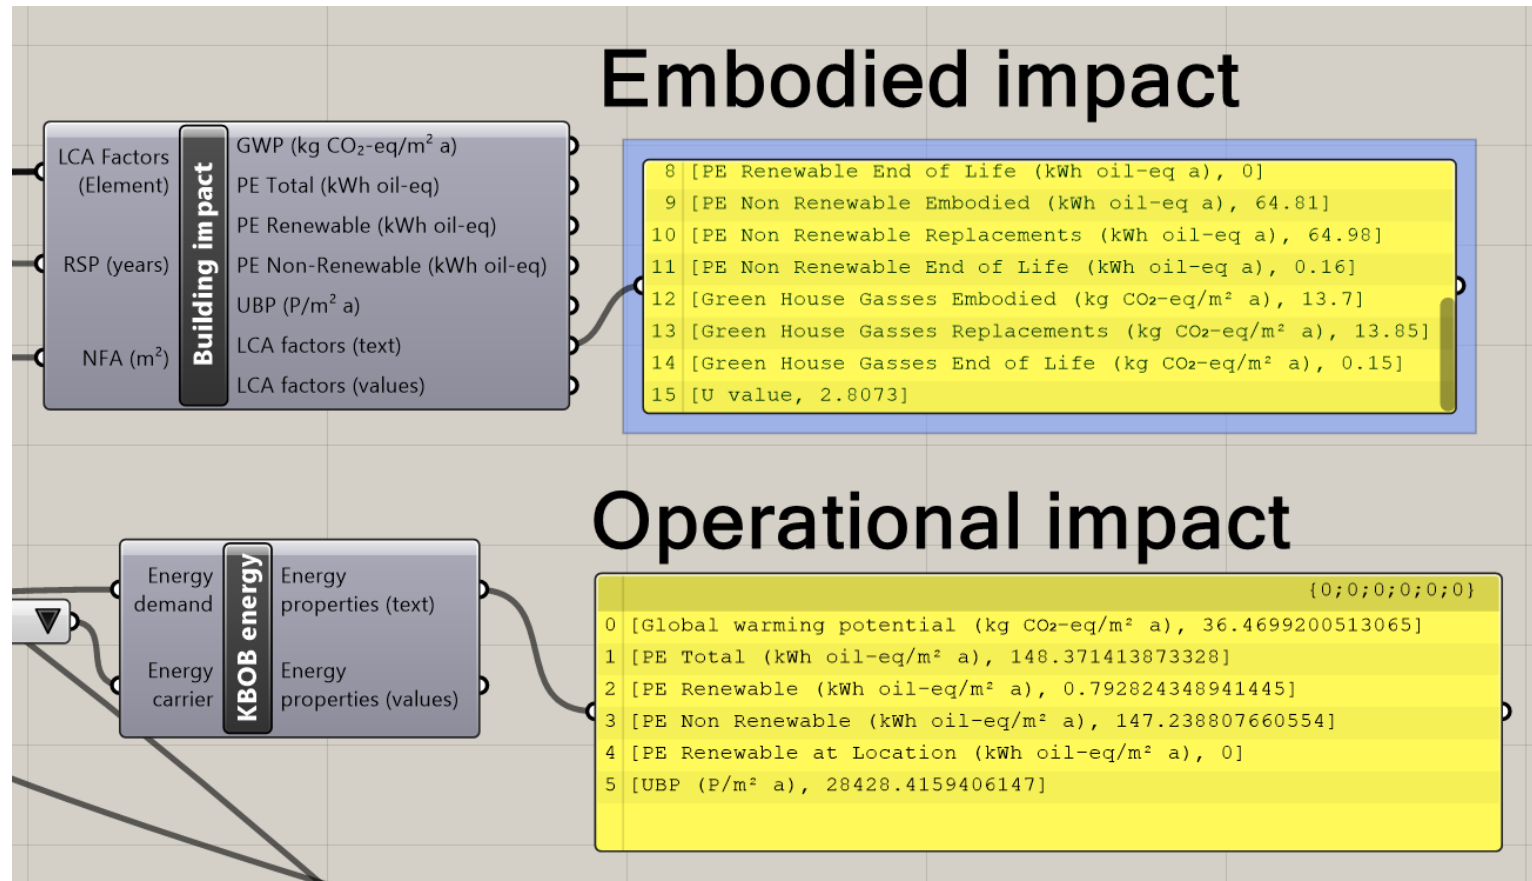 Embodied impact
LCA Factors
(Element)
RSP (years)
NFA (m²)
Building impact
GWP (kg CO₂-eq/m² a)
PE Total (kWh oil-eq)
PE Renewable (kWh oil-eq)
PE Non-Renewable (kWh oil-eq)
UBP (P/m² a)
LCA factors (text)
LCA factors (values)
8 [PE Renewable End of Life (kWh oil-eq a), 0]
9 [PE Non Renewable Embodied (kWh oil-eq a), 64.81]
10 [PE Non Renewable Replacements (kWh oil-eq a), 64.98]
11 [PE Non Renewable End of Life (kWh oil-eq a), 0.16]
12 [Green House Gasses Embodied (kg CO₂-eq/m² a), 13.7]
13 [Green House Gasses Replacements (kg CO₂-eq/m² a), 13.85]
14 [Green House Gasses End of Life (kg CO₂-eq/m² a), 0.15]
15 [U value, 2.8073]
Operational impact
Energy
demand
Energy
carrier
KBOB energy
Energy
properties (text)
Energy
properties (values)
{0;0;0;0;0;0}
0 [Global warming potential (kg CO₂-eq/m² a), 36.4699200513065]
1 [PE Total (kWh oil-eq/m² a), 148.371413873328]
2 [PE Renewable (kWh oil-eq/m² a), 0.792824348941445]
3 [PE Non Renewable (kWh oil-eq/m² a), 147.238807660554]
4 [PE Renewable at Location (kWh oil-eq/m² a), 0]
5 [UBP (P/m² a), 28428.4159406147]